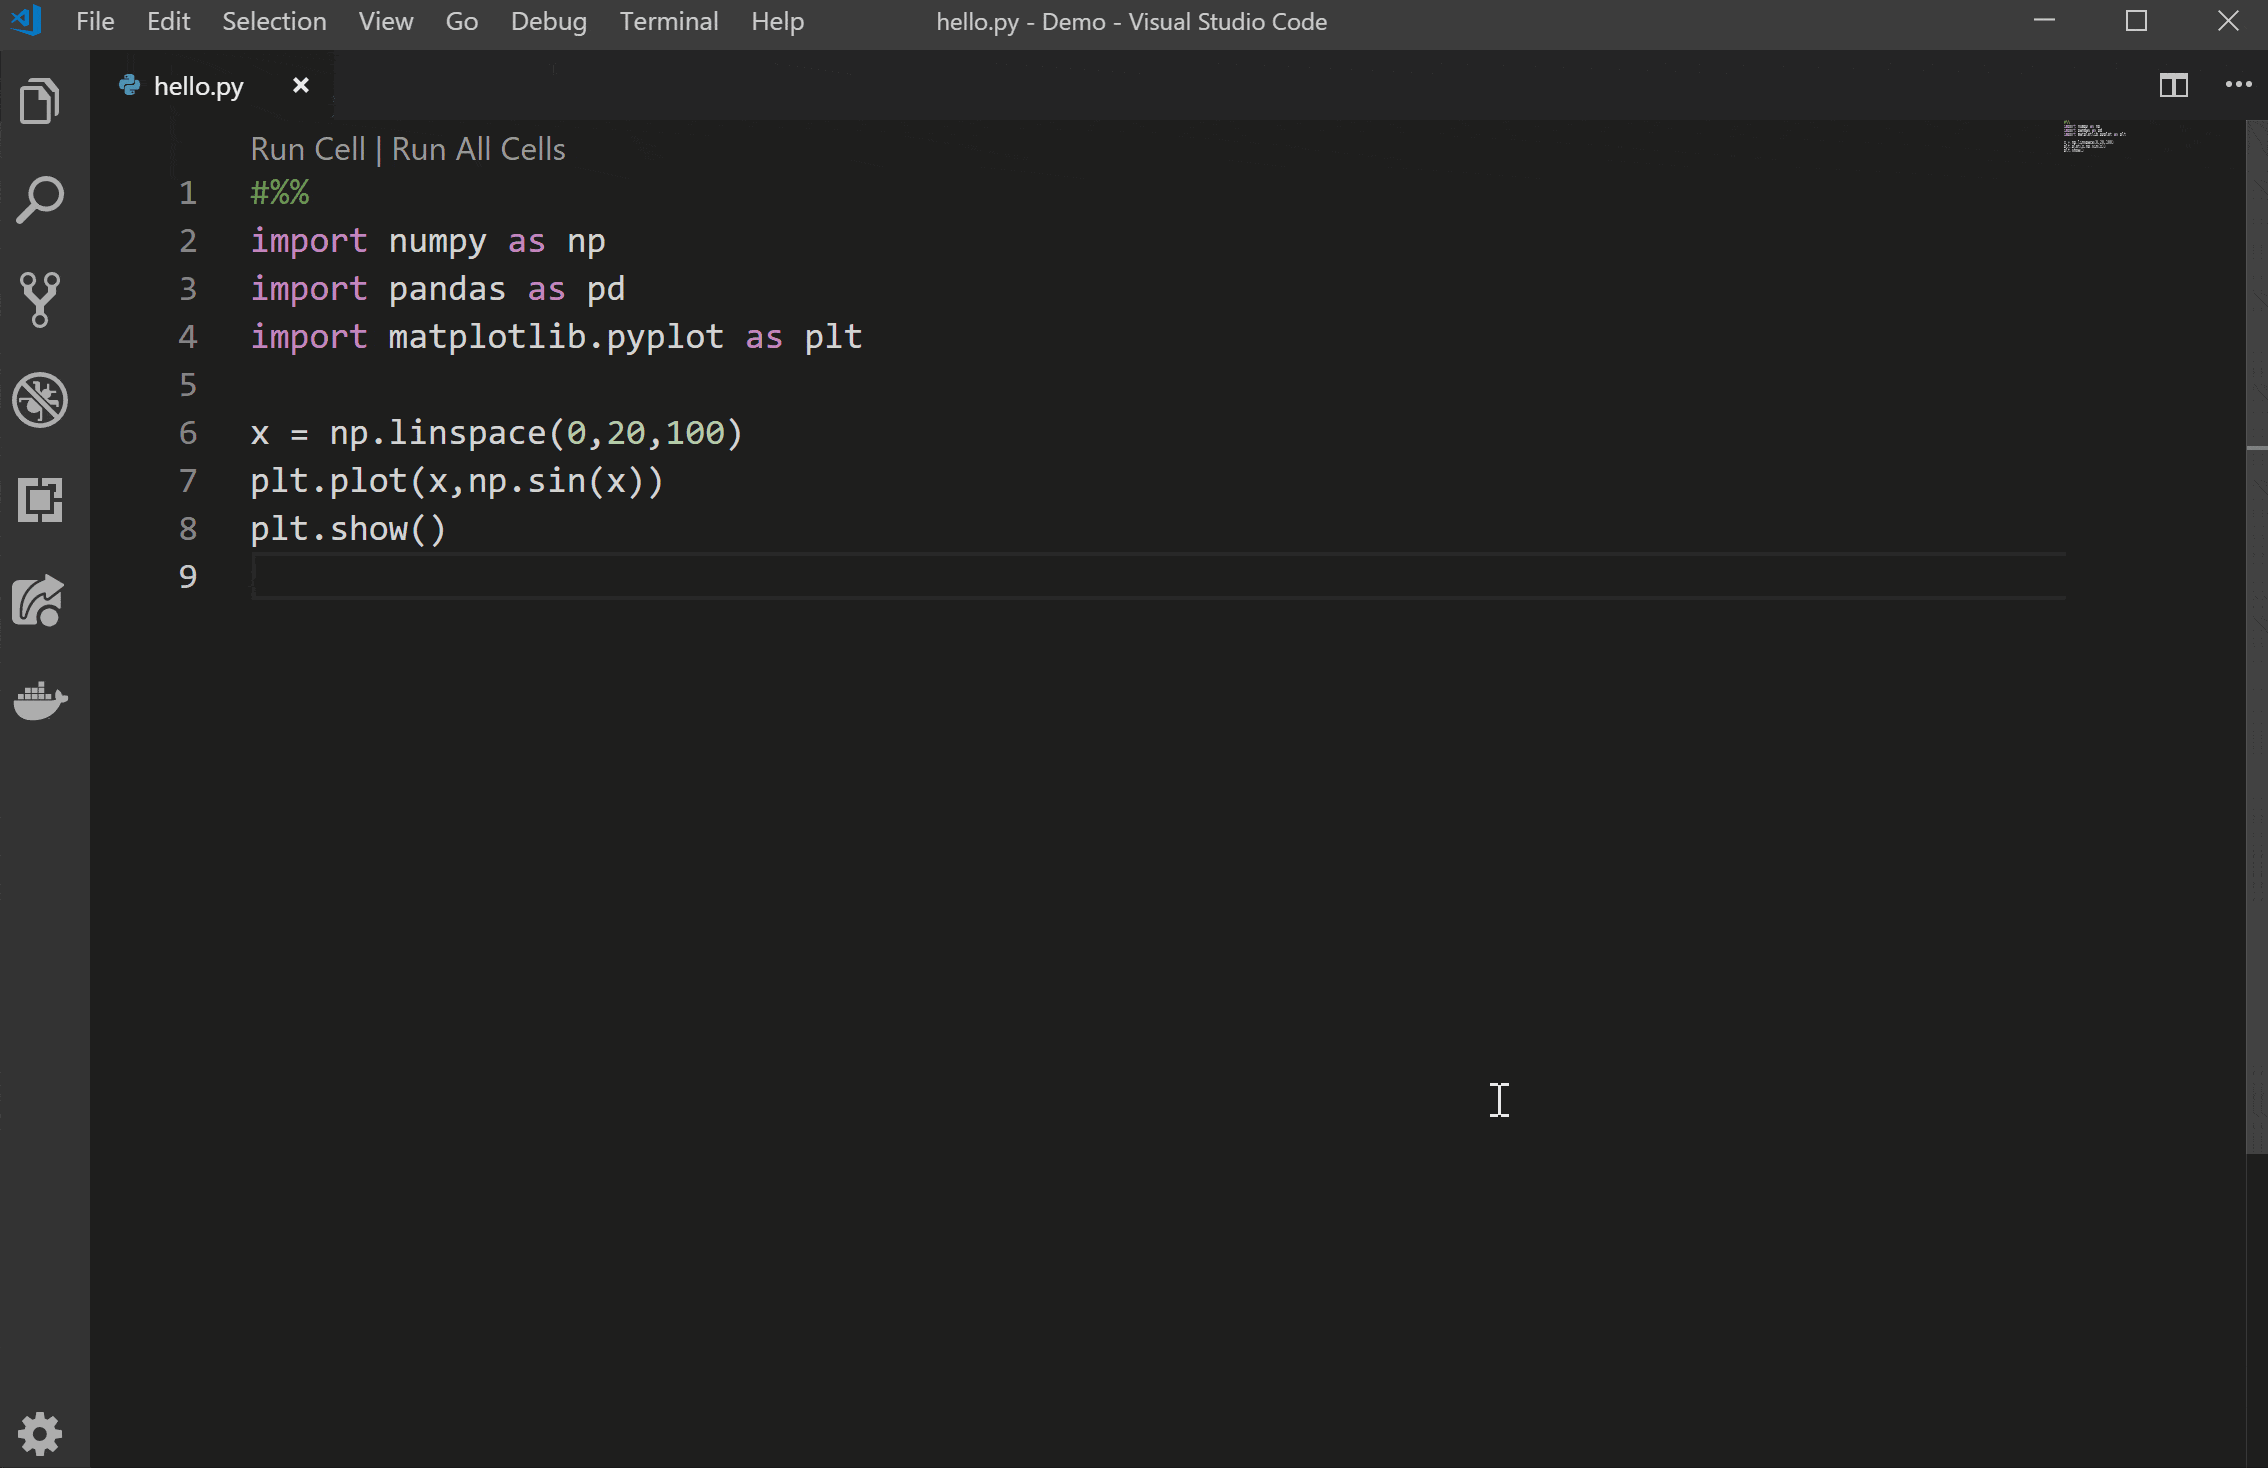 File Edit Selection View Go Debug Terminal Help hello.py - Demo - Visual Studio Code
hello.py
Run Cell | Run All Cells
1 #%%
2 import numpy as np
3 import pandas as pd
4 import matplotlib.pyplot as plt
5
6 x = np.linspace(0,20,100)
7 plt.plot(x,np.sin(x))
8 plt.show()
9